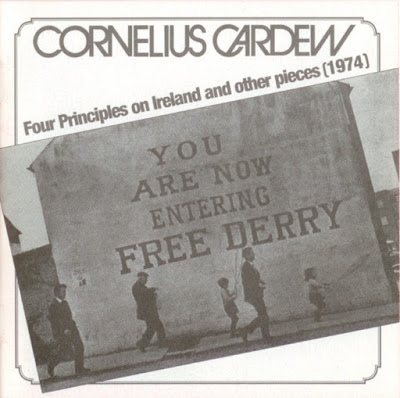 CORNELIUS CARDEW
Four Principles on Ireland and other pieces (1974)
YOU
ARE NOW
ENTERING
FREE DERRY